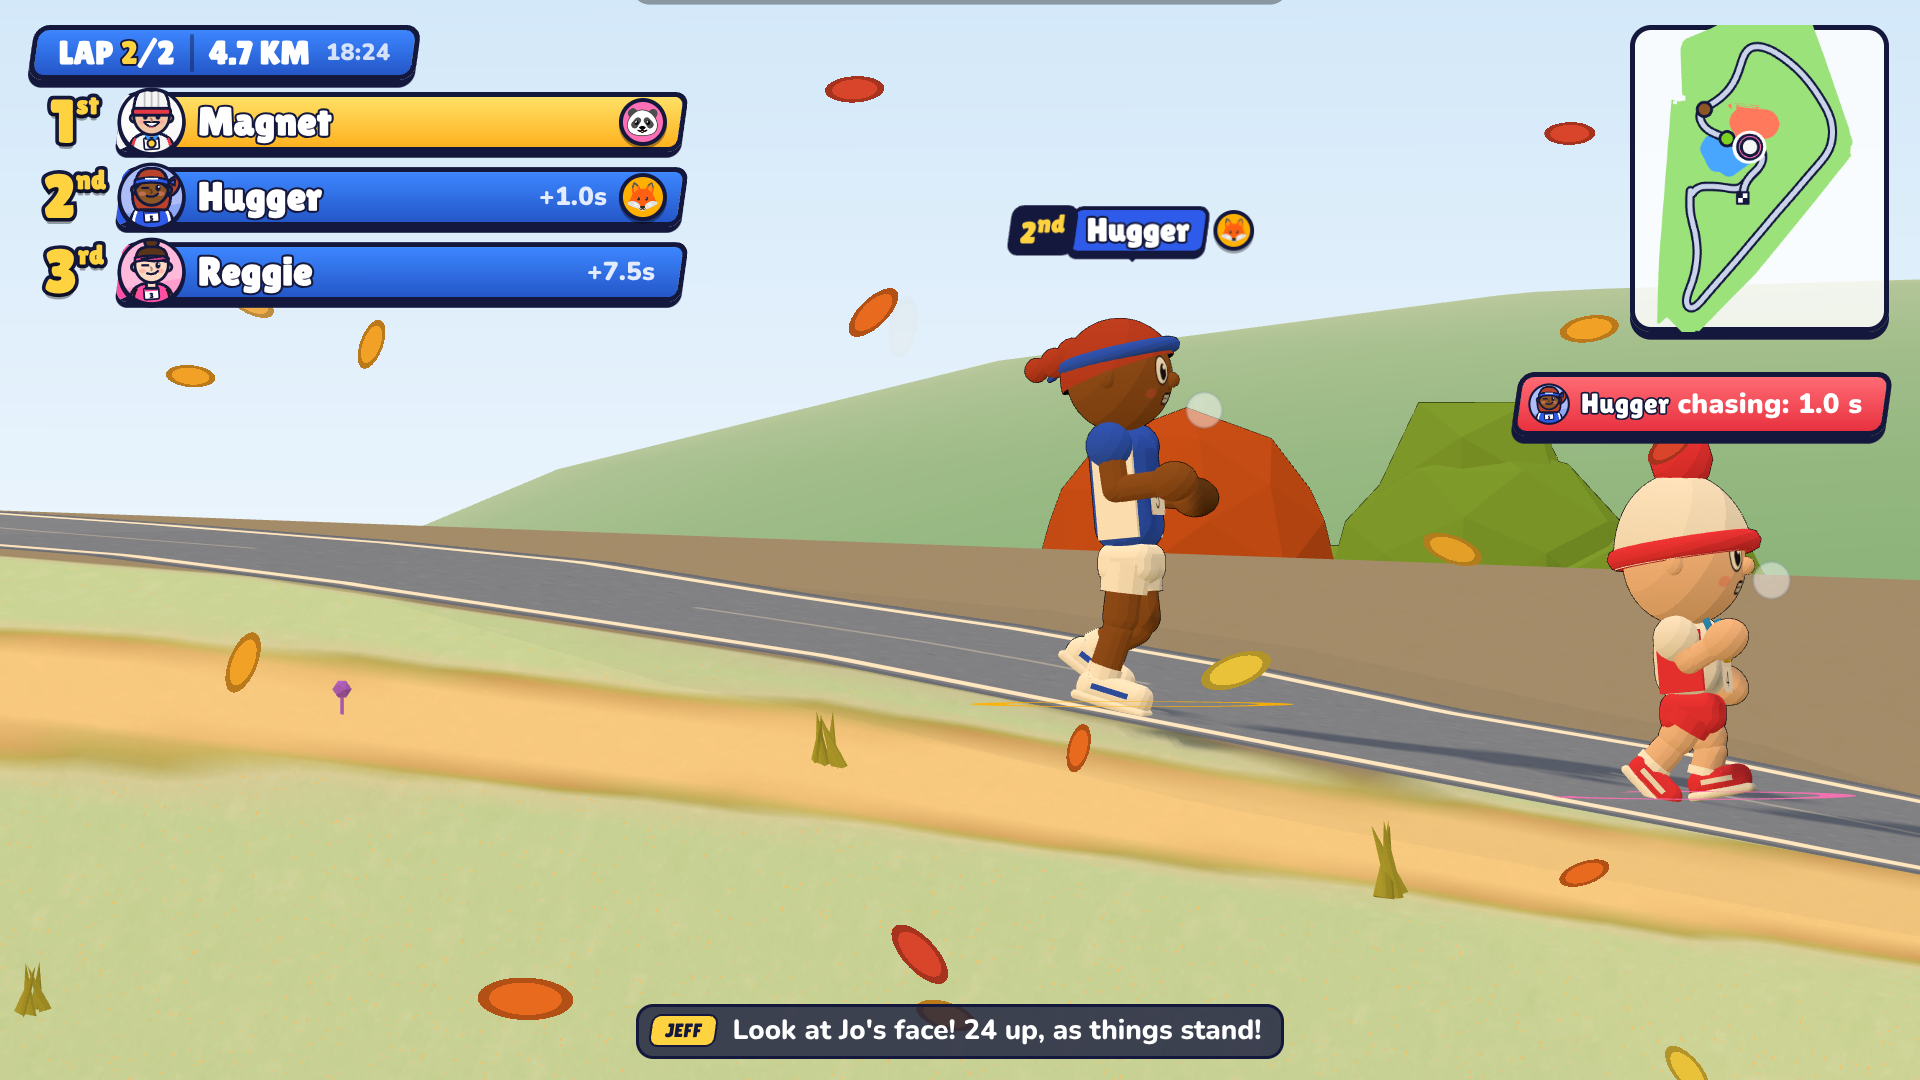 LAP 2/2 4.7 KM 18:24
1st Magnet
2nd Hugger +1.0s
3rd Reggie +7.5s
2nd Hugger
Hugger chasing: 1.0 s
JEFF Look at Jo's face! 24 up, as things stand!